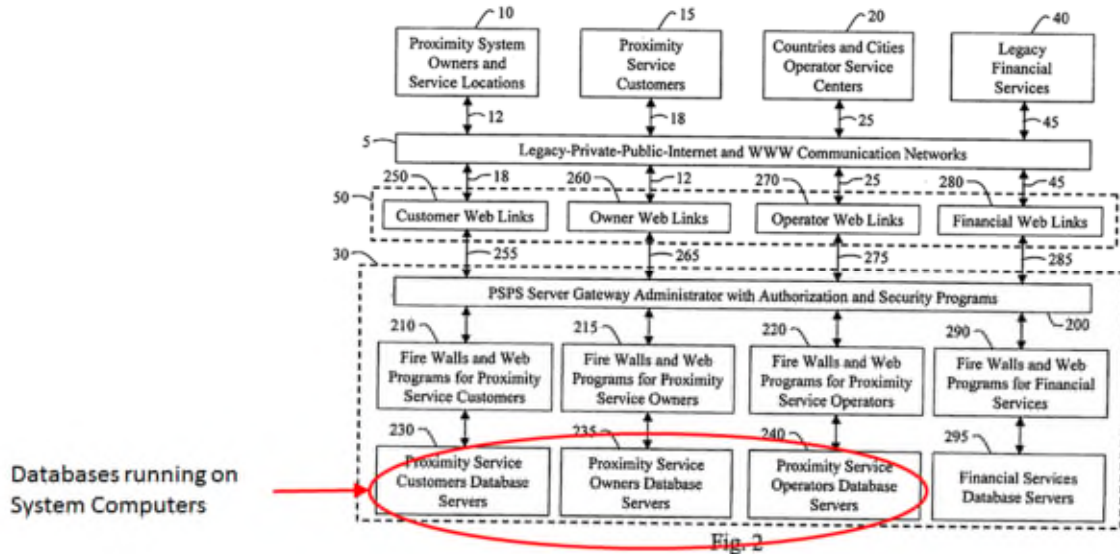 10
15
20
40
Proximity System
Owners and
Service Locations
Proximity
Service
Customers
Countries and Cities
Operator Service
Centers
Legacy
Financial
Services
12
18
25
45
5
Legacy-Private-Public-Internet and WWW Communication Networks
250
18
260
12
270
25
280
45
50
Customer Web Links
Owner Web Links
Operator Web Links
Financial Web Links
30
255
265
275
285
PSPS Server Gateway Administrator with Authorization and Security Programs
200
210
215
220
290
Fire Walls and Web
Programs for Proximity
Service Customers
Fire Walls and Web
Programs for Proximity
Service Owners
Fire Walls and Web
Programs for Proximity
Service Operators
Fire Walls and Web
Programs for Financial
Services
230
235
240
295
Proximity Service
Customers Database
Servers
Proximity Service
Owners Database
Servers
Proximity Service
Operators Database
Servers
Financial Services
Database Servers
Databases running on
System Computers
Fig. 2